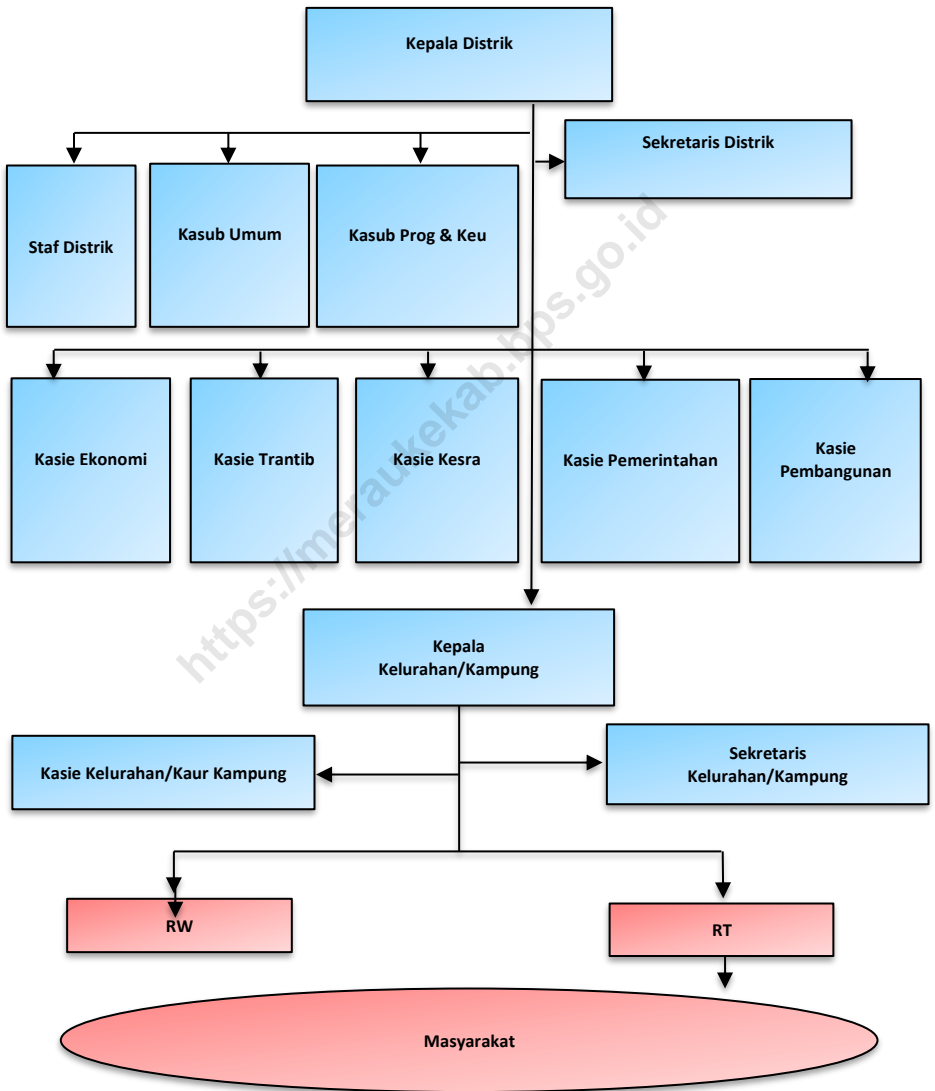 Kepala Distrik
Sekretaris Distrik
Staf Distrik
Kasub Umum
Kasub Prog & Keu
Kasie Ekonomi
Kasie Trantib
Kasie Kesra
Kasie Pemerintahan
Kasie
Pembangunan
Kepala
Kelurahan/Kampung
Kasie Kelurahan/Kaur Kampung
Sekretaris
Kelurahan/Kampung
RW
RT
Masyarakat
https://meraukekab.bps.go.id